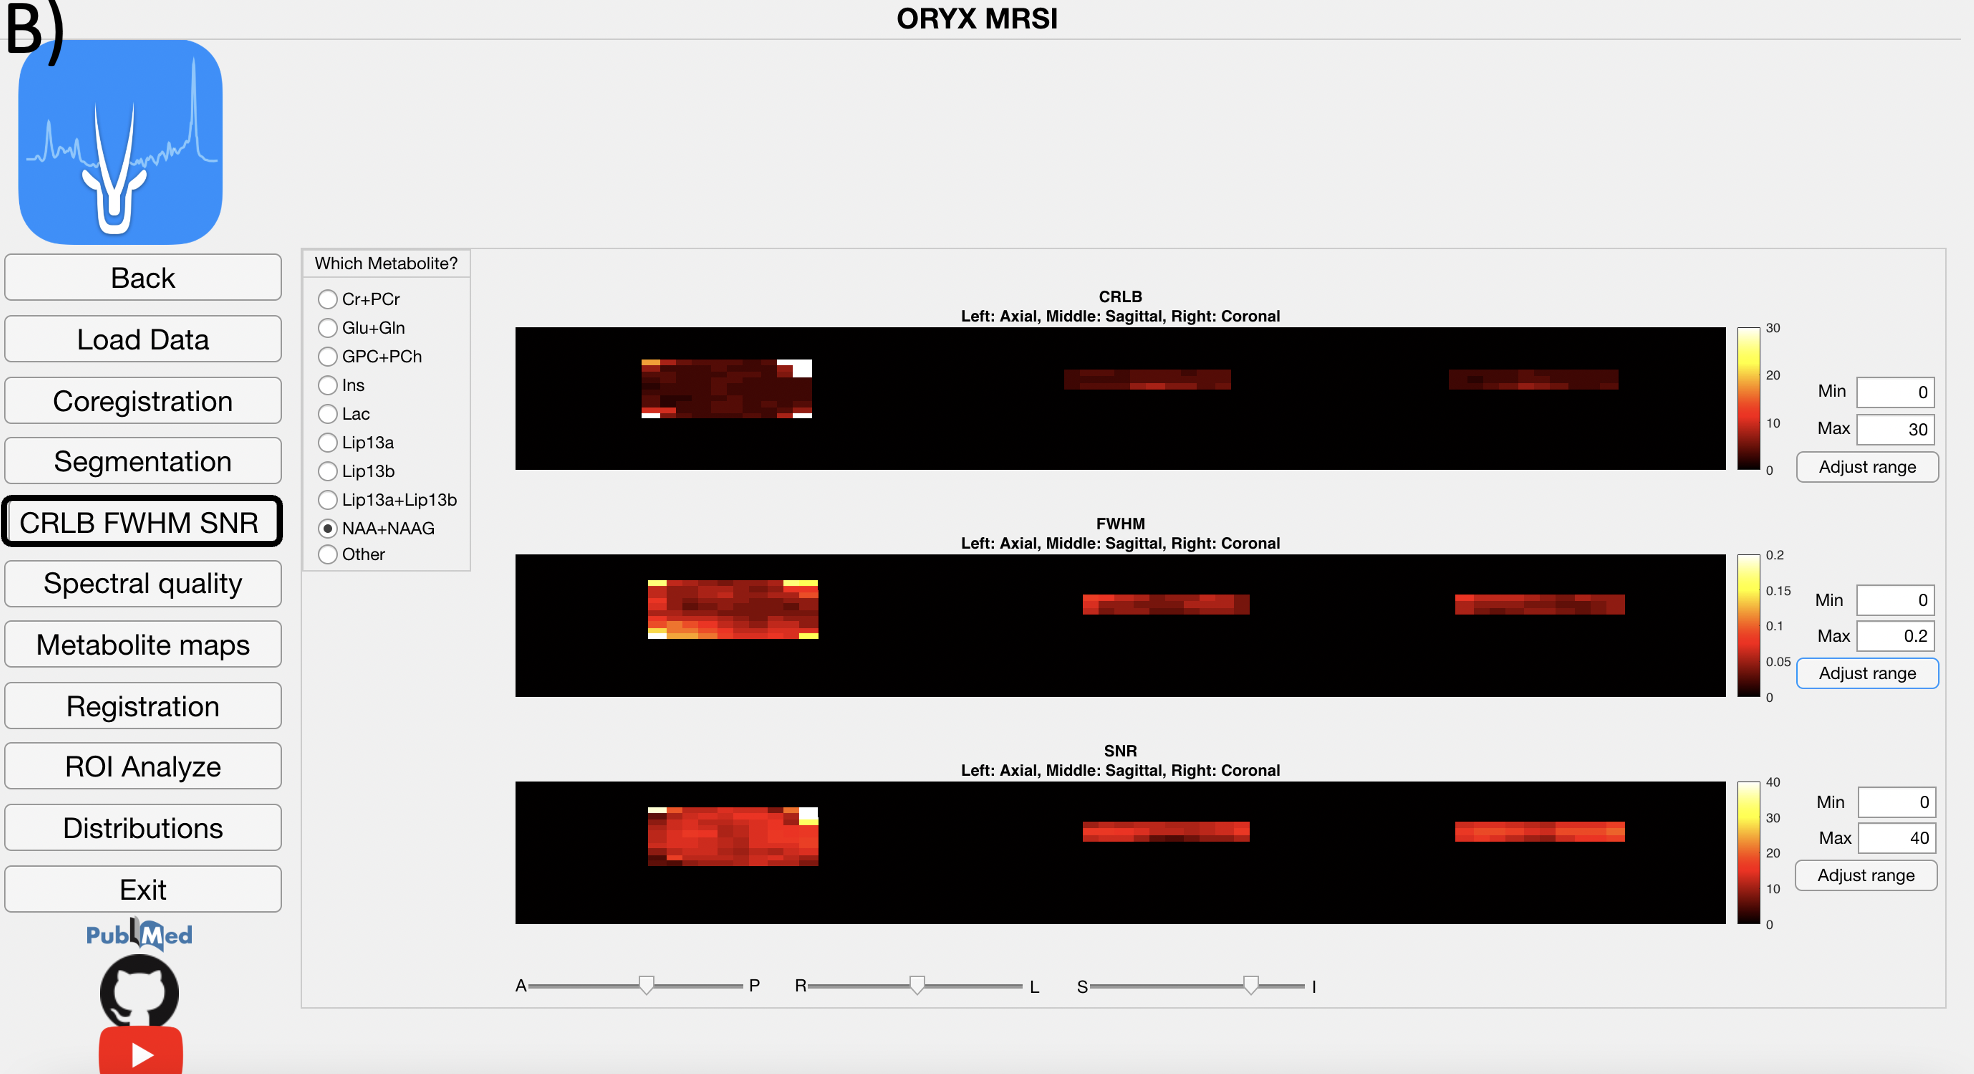 B)
ORYX MRSI
Back
Load Data
Coregistration
Segmentation
CRLB FWHM SNR
Spectral quality
Metabolite maps
Registration
ROI Analyze
Distributions
Exit
PubMed
Which Metabolite?
Cr+PCr
Glu+Gln
GPC+PCh
Ins
Lac
Lip13a
Lip13b
Lip13a+Lip13b
NAA+NAAG
Other
CRLB
Left: Axial, Middle: Sagittal, Right: Coronal
30
20
10
0
Min 0
Max 30
Adjust range
FWHM
Left: Axial, Middle: Sagittal, Right: Coronal
0.2
0.15
0.1
0.05
0
Min 0
Max 0.2
Adjust range
SNR
Left: Axial, Middle: Sagittal, Right: Coronal
40
30
20
10
0
Min 0
Max 40
Adjust range
A P R L S I